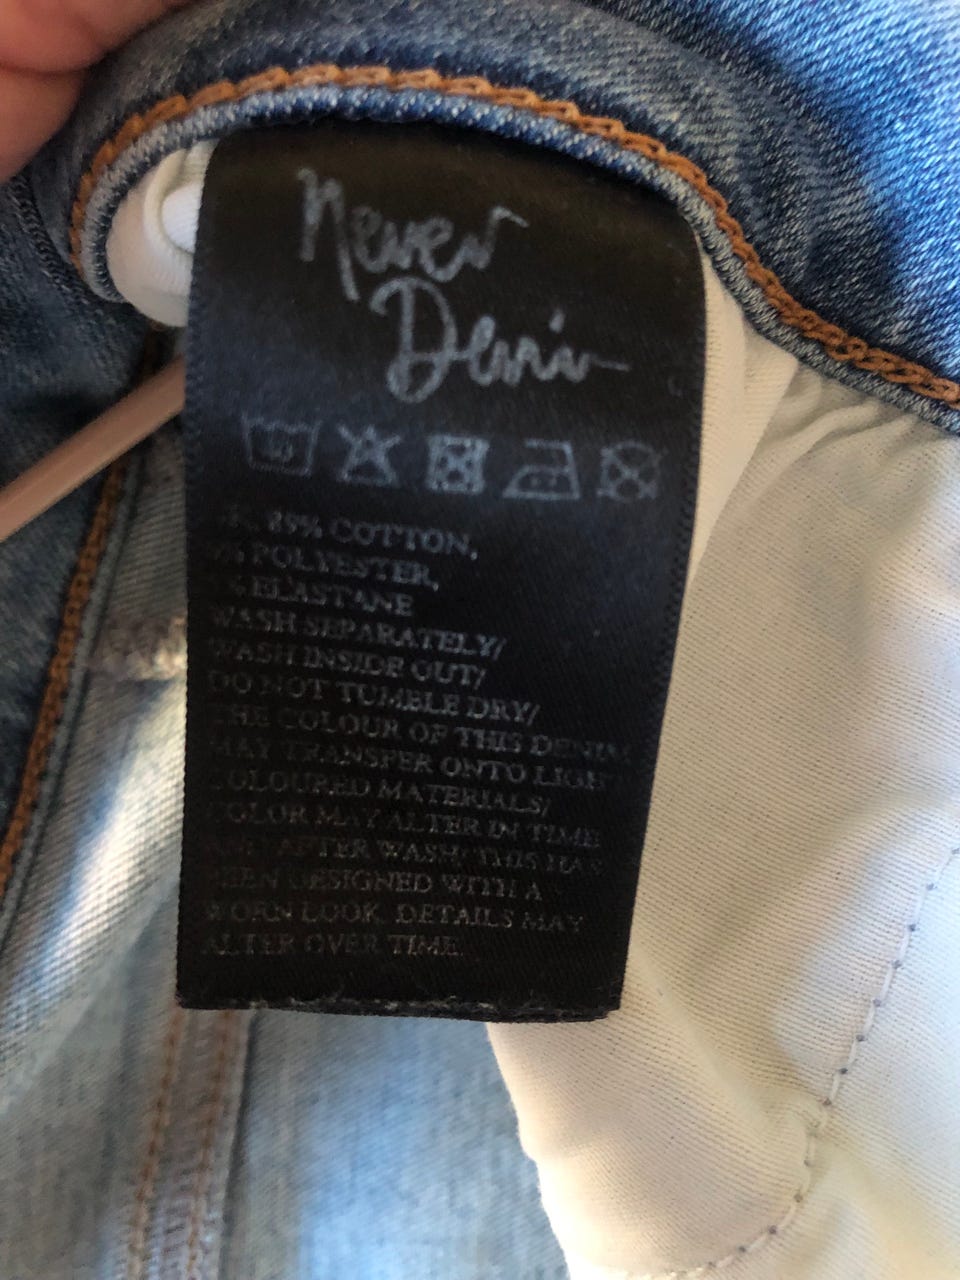 Never
Denim
89% COTTON,
% POLYESTER,
% ELASTANE
WASH SEPARATELY/
WASH INSIDE OUT/
DO NOT TUMBLE DRY/
THE COLOUR OF THIS DENIM
MAY TRANSFER ONTO LIGHT
COLOURED MATERIALS/
COLOR MAY ALTER IN TIME
AND AFTER WASH/ THIS HAS
BEEN DESIGNED WITH A
WORN LOOK. DETAILS MAY
ALTER OVER TIME.